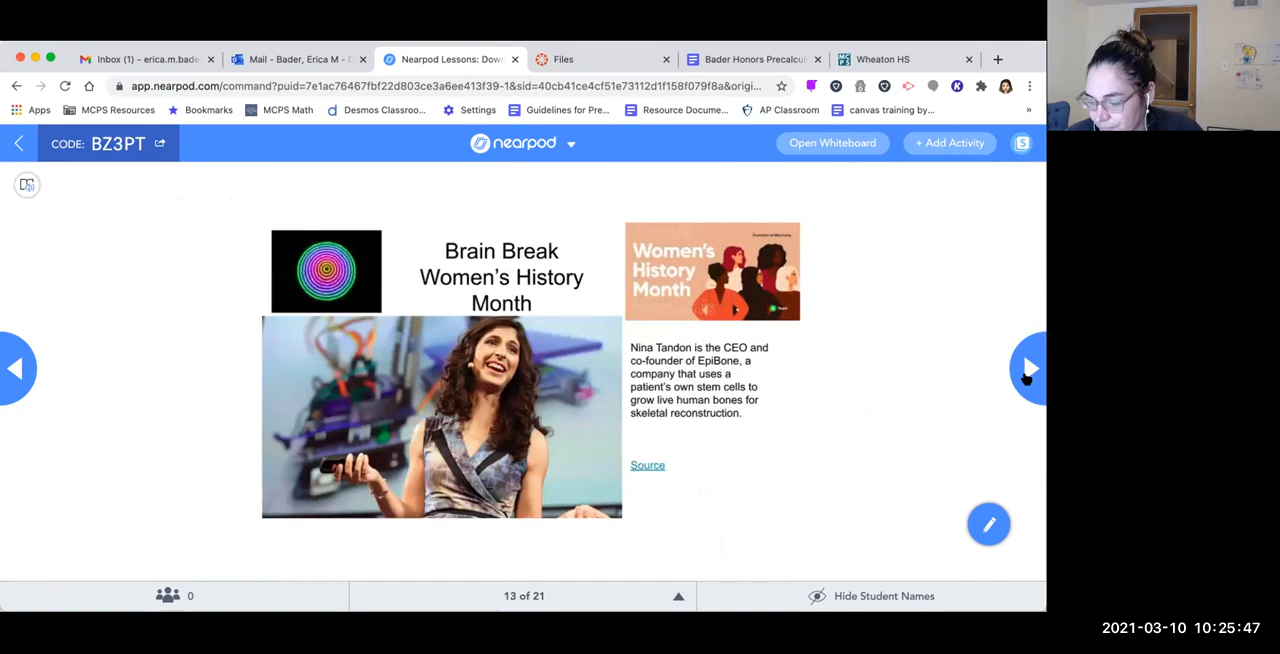 Inbox (1) - erica.m.bade
Mail - Bader, Erica M - C
Nearpod Lessons: Dow
Files
Bader Honors Precalcul
Wheaton HS
app.nearpod.com/command?puid=7e1ac76467fbf22d803ce3a6ee413f39-1&sid=40cb41ce4cf51e73112d1f158f079f8a&origi...
Apps
MCPS Resources
Bookmarks
MCPS Math
Desmos Classroo...
Settings
Guidelines for Pre...
Resource Docume...
AP Classroom
canvas training by...
»
CODE: BZ3PT
nearpod
Open Whiteboard
+ Add Activity
S
Brain Break
Women's History
Month
Women's
History
Month
Nina Tandon is the CEO and
co-founder of EpiBone, a
company that uses a
patient's own stem cells to
grow live human bones for
skeletal reconstruction.
Source
0
13 of 21
Hide Student Names
2021-03-10 10:25:47